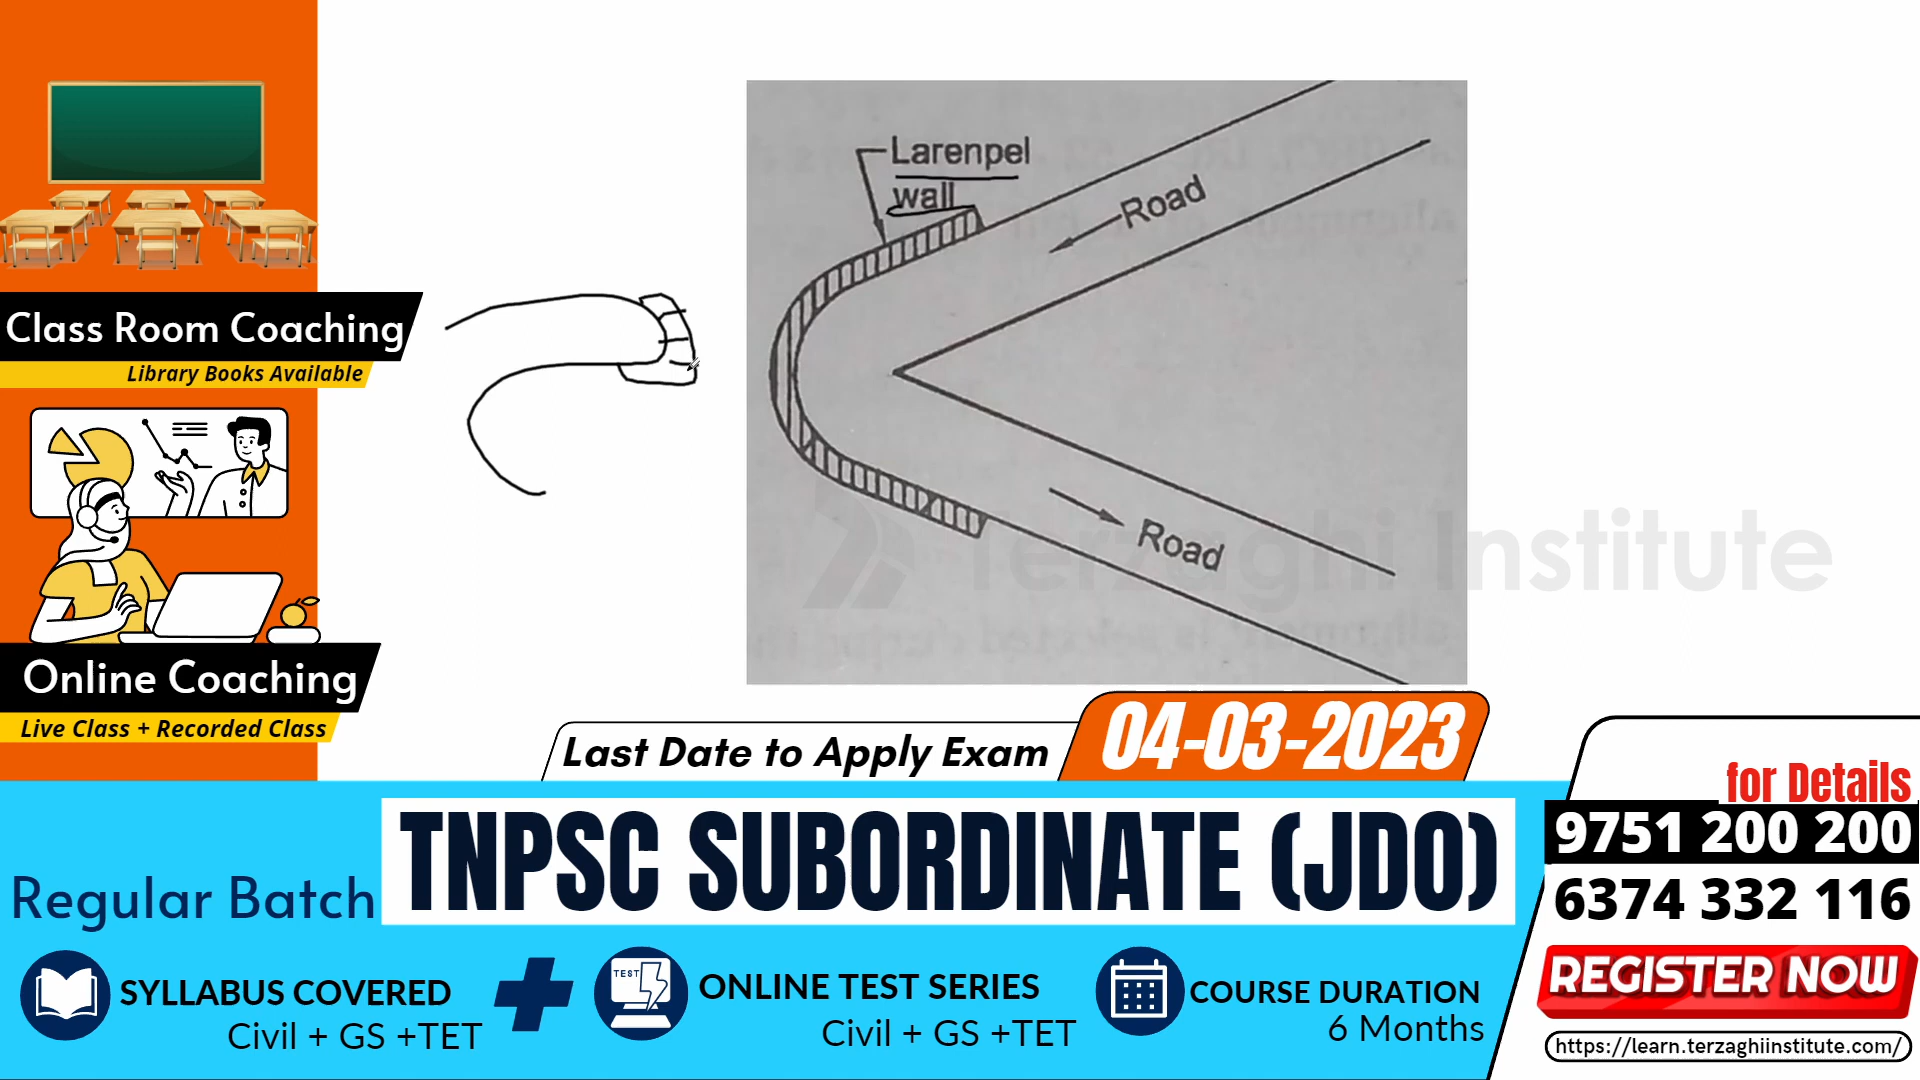 Larenpel
wall
Road
Road
Terzaghi Institute
Class Room Coaching
Library Books Available
Online Coaching
Live Class + Recorded Class
Last Date to Apply Exam
04-03-2023
for Details
9751 200 200
6374 332 116
REGISTER NOW
https://learn.terzaghiinstitute.com/
Regular Batch
TNPSC SUBORDINATE (JDO)
SYLLABUS COVERED
Civil + GS +TET
TEST
ONLINE TEST SERIES
Civil + GS +TET
COURSE DURATION
6 Months